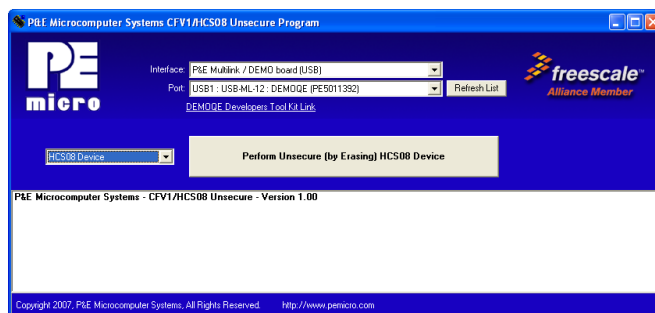 P&E Microcomputer Systems CFV1/HCS08 Unsecure Program
PE
micro
Interface: P&E Multilink / DEMO board (USB)
Port: USB1 : USB-ML-12 : DEMOQE (PE5011392) Refresh List
DEMOQE Developers Tool Kit Link
freescale™
Alliance Member
HCS08 Device
Perform Unsecure (by Erasing) HCS08 Device
P&E Microcomputer Systems - CFV1/HCS08 Unsecure - Version 1.00
Copyright 2007, P&E Microcomputer Systems, All Rights Reserved. http://www.pemicro.com